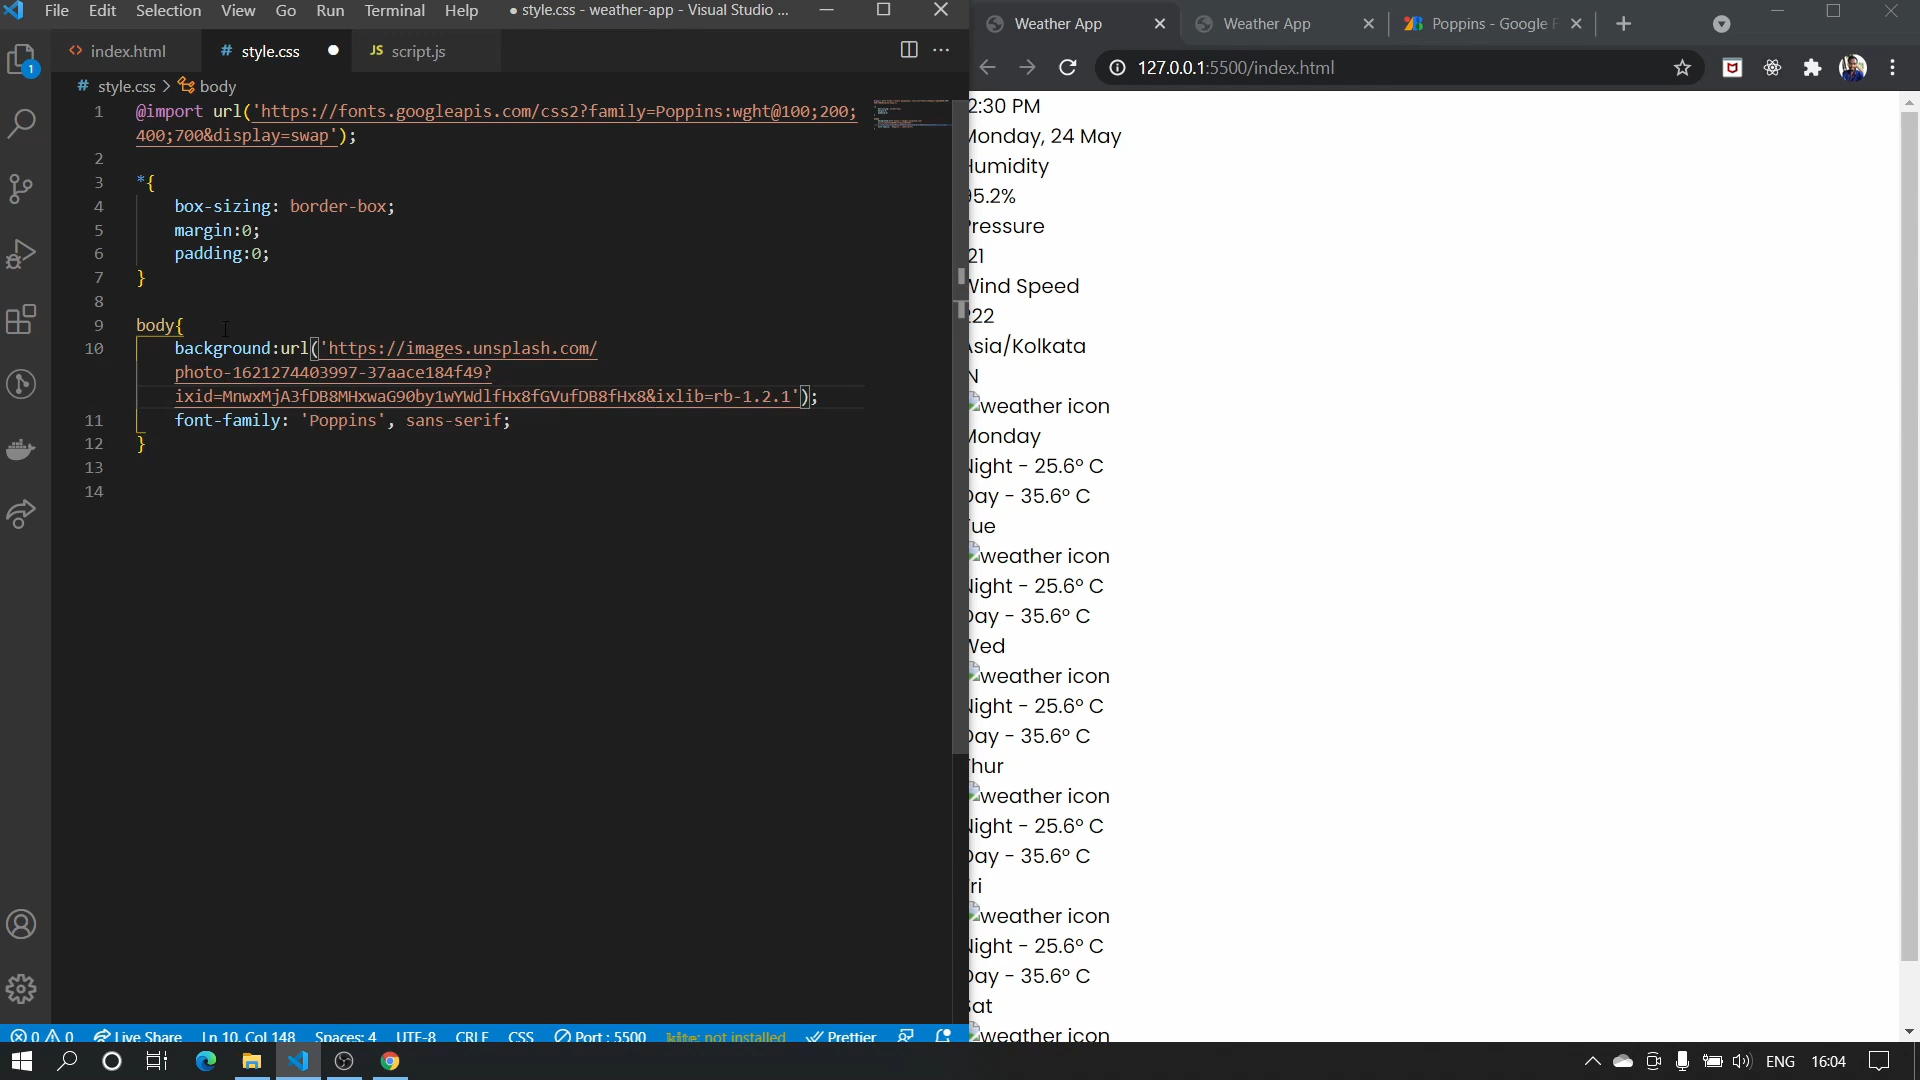 File Edit Selection View Go Run Terminal Help
● style.css - weather-app - Visual Studio ...
index.html
# style.css
JS script.js
# style.css > body
1 @import url('https://fonts.googleapis.com/css2?family=Poppins:wght@100;200;
400;700&display=swap');
2
3 *{
4 box-sizing: border-box;
5 margin:0;
6 padding:0;
7 }
8
9 body{
10 background:url('https://images.unsplash.com/
photo-1621274403997-37aace184f49?
ixid=MnwxMjA3fDB8MHxwaG90by1wYWdlfHx8fGVufDB8fHx8&ixlib=rb-1.2.1');
11 font-family: 'Poppins', sans-serif;
12 }
13
14
1
0 0 Live Share Ln 10, Col 148 Spaces: 4 UTF-8 CRLF CSS Port : 5500 kite: not installed Prettier
Weather App
Weather App
Poppins - Google F
127.0.0.1:5500/index.html
2:30 PM
Monday, 24 May
Humidity
95.2%
Pressure
21
Wind Speed
222
Asia/Kolkata
N
weather icon
Monday
Night - 25.6° C
Day - 35.6° C
Tue
weather icon
Night - 25.6° C
Day - 35.6° C
Wed
weather icon
Night - 25.6° C
Day - 35.6° C
Thur
weather icon
Night - 25.6° C
Day - 35.6° C
Fri
weather icon
Night - 25.6° C
Day - 35.6° C
Sat
weather icon
ENG 16:04